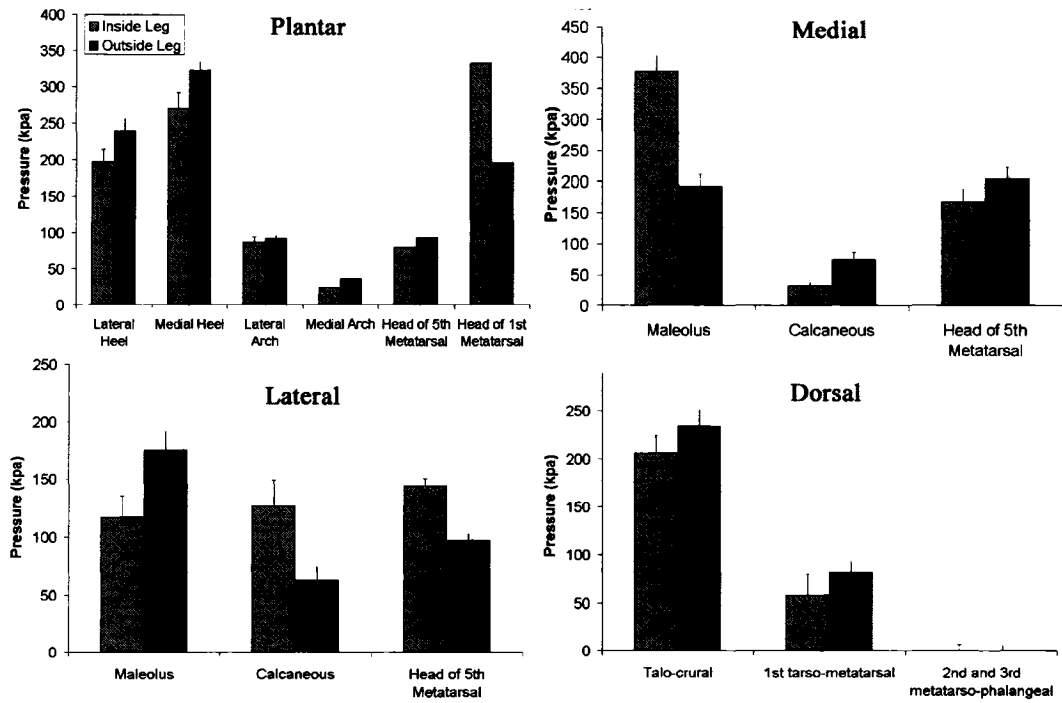 Plantar
Inside Leg
Outside Leg
Pressure (kpa)
400
350
300
250
200
150
100
50
0
Lateral
Heel
Medial Heel
Lateral
Arch
Medial Arch
Head of 5th
Metatarsal
Head of 1st
Metatarsal
Medial
Pressure (kpa)
450
400
350
300
250
200
150
100
50
0
Maleolus
Calcaneous
Head of 5th
Metatarsal
Lateral
Pressure (kpa)
250
200
150
100
50
0
Maleolus
Calcaneous
Head of 5th
Metatarsal
Dorsal
Pressure (kpa)
250
200
150
100
50
0
Talo-crural
1st tarso-metatarsal
2nd and 3rd
metatarso-phalangeal